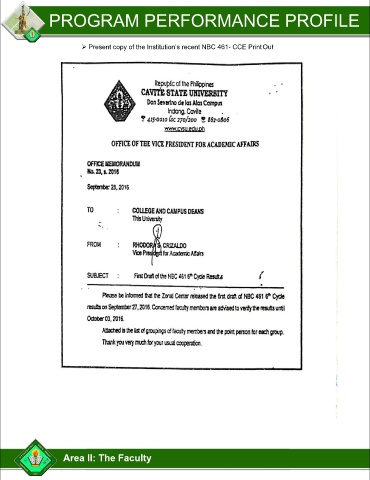 PROGRAM PERFORMANCE PROFILE
➢ Present copy of the Institution's recent NBC 461- CCE Print Out
Republic of the Philippines
CAVITE STATE UNIVERSITY
Don Severino de las Alas Campus
Indang, Cavite
☎ 415-0010 loc 270/200 ☎ 862-0806
www.cvsu.edu.ph
OFFICE OF THE VICE PRESIDENT FOR ACADEMIC AFFAIRS
OFFICE MEMORANDUM
No. 23, s. 2016
September 29, 2016
TO : COLLEGE AND CAMPUS DEANS
This University
FROM : RHODORA S. CRIZALDO
Vice President for Academic Affairs
SUBJECT : First Draft of the NBC 461 6th Cycle Results
Please be informed that the Zonal Center released the first draft of NBC 461 6th Cycle
results on September 27, 2016. Concerned faculty members are advised to verify the results until
October 03, 2016.
Attached is the list of groupings of faculty members and the point person for each group.
Thank you very much for your usual cooperation.
Area II: The Faculty